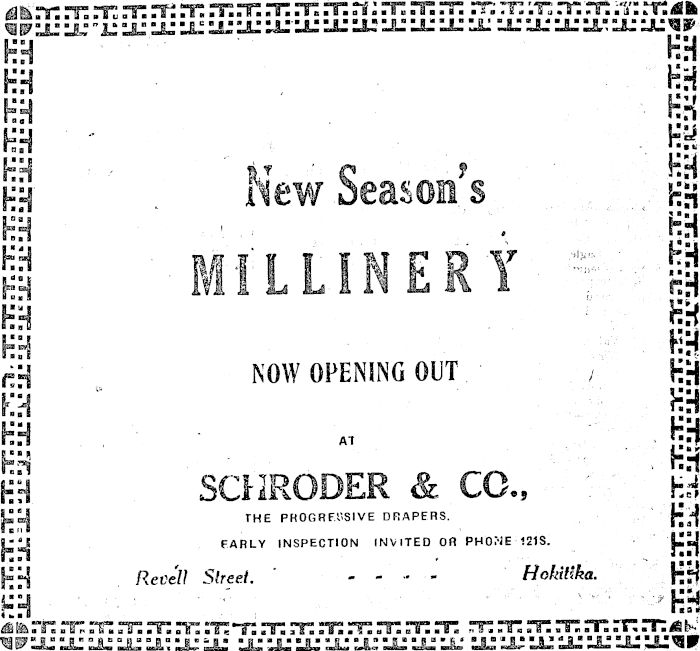 New Season's
MILLINERY
NOW OPENING OUT
AT
SCHRODER & CO.,
THE PROGRESSIVE DRAPERS.
EARLY INSPECTION INVITED OR PHONE 121S.
Revell Street. - - - - Hokitika.